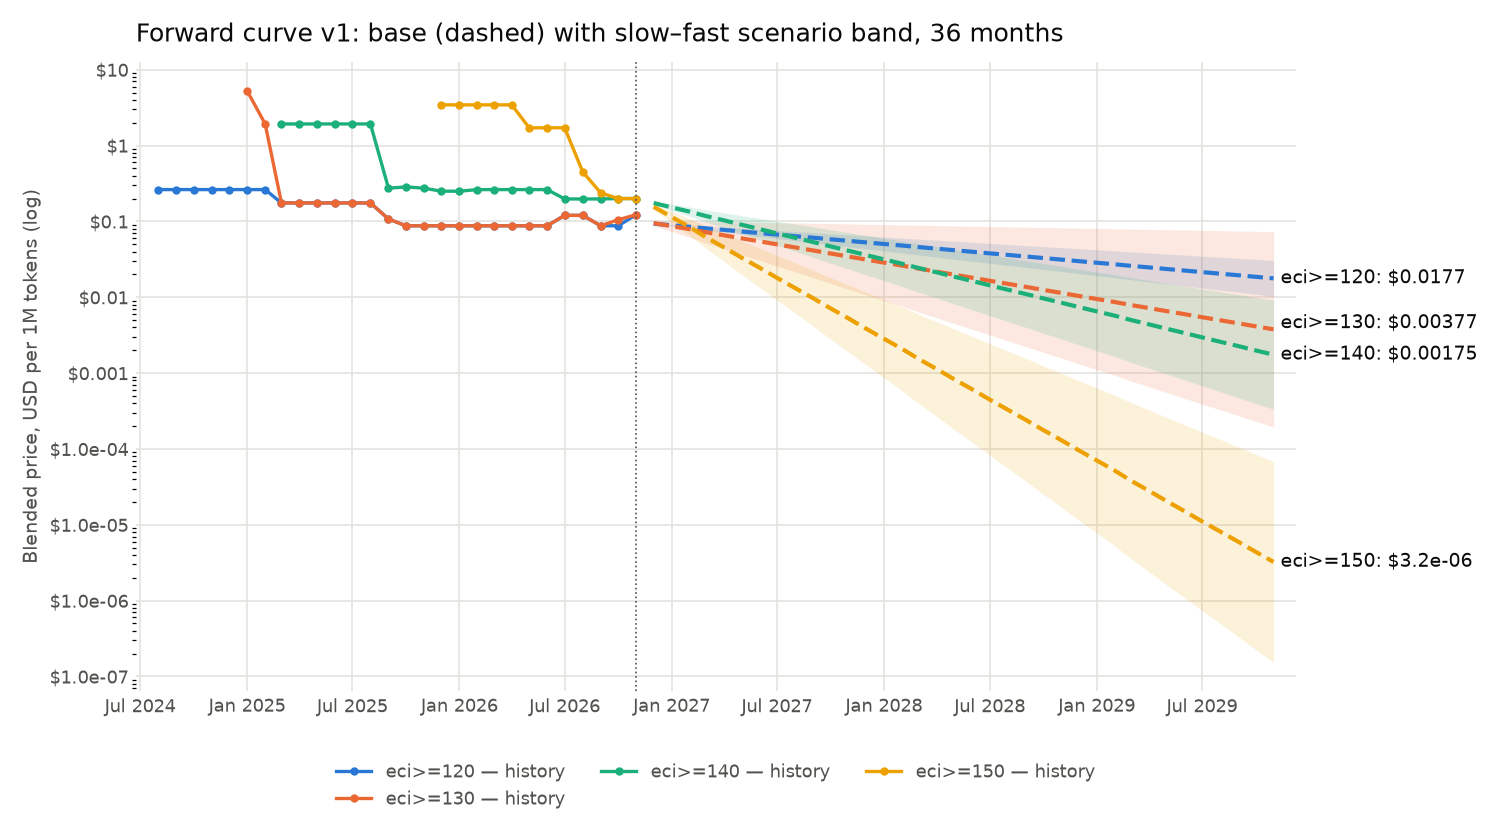 Forward curve v1: base (dashed) with slow–fast scenario band, 36 months
Blended price, USD per 1M tokens (log)
$10
$1
$0.1
$0.01
$0.001
$1.0e-04
$1.0e-05
$1.0e-06
$1.0e-07
eci>=120: $0.0177
eci>=130: $0.00377
eci>=140: $0.00175
eci>=150: $3.2e-06
Jul 2024 Jan 2025 Jul 2025 Jan 2026 Jul 2026 Jan 2027 Jul 2027 Jan 2028 Jul 2028 Jan 2029 Jul 2029
eci>=120 — history eci>=140 — history eci>=150 — history
eci>=130 — history